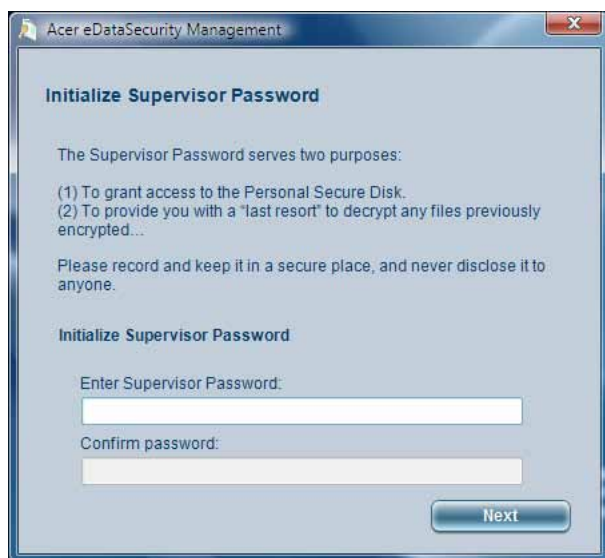 Acer eDataSecurity Management
Initialize Supervisor Password
The Supervisor Password serves two purposes:
(1) To grant access to the Personal Secure Disk.
(2) To provide you with a “last resort” to decrypt any files previously
encrypted...
Please record and keep it in a secure place, and never disclose it to
anyone.
Initialize Supervisor Password
Enter Supervisor Password:
Confirm password:
Next